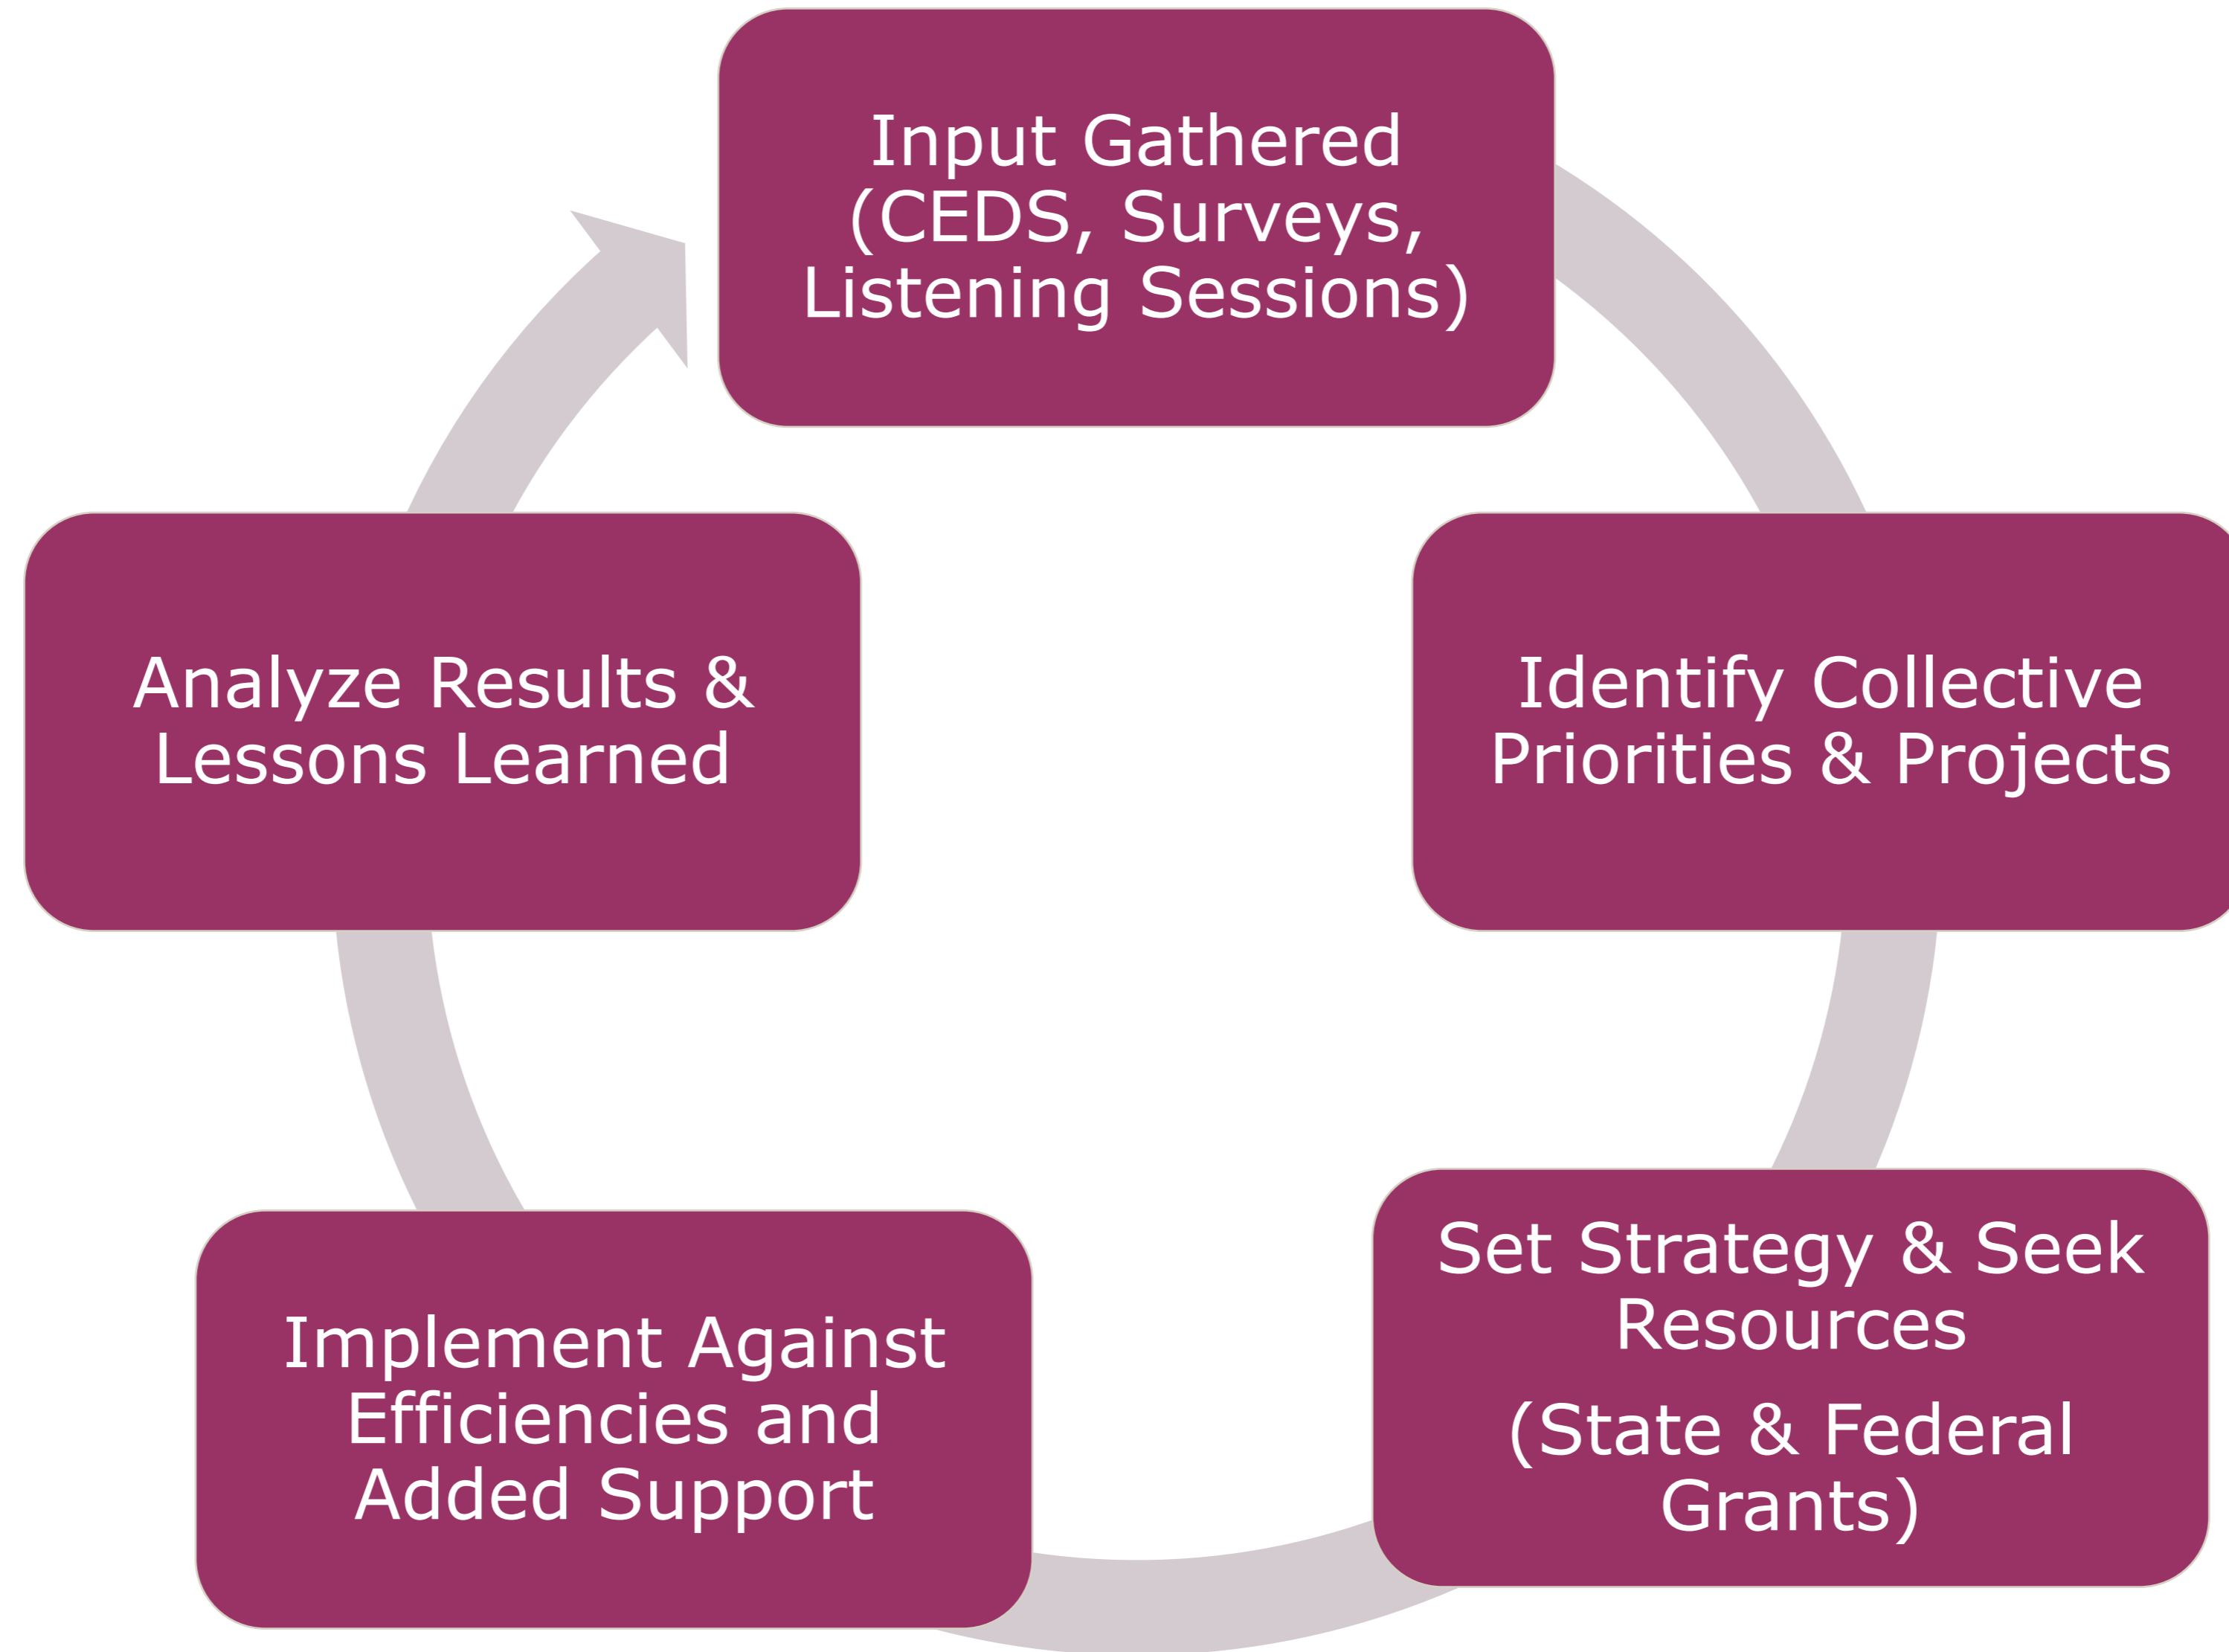 Input Gathered
(CEDS, Surveys,
Listening Sessions)
Identify Collective
Priorities & Projects
Set Strategy & Seek
Resources
(State & Federal
Grants)
Implement Against
Efficiencies and
Added Support
Analyze Results &
Lessons Learned